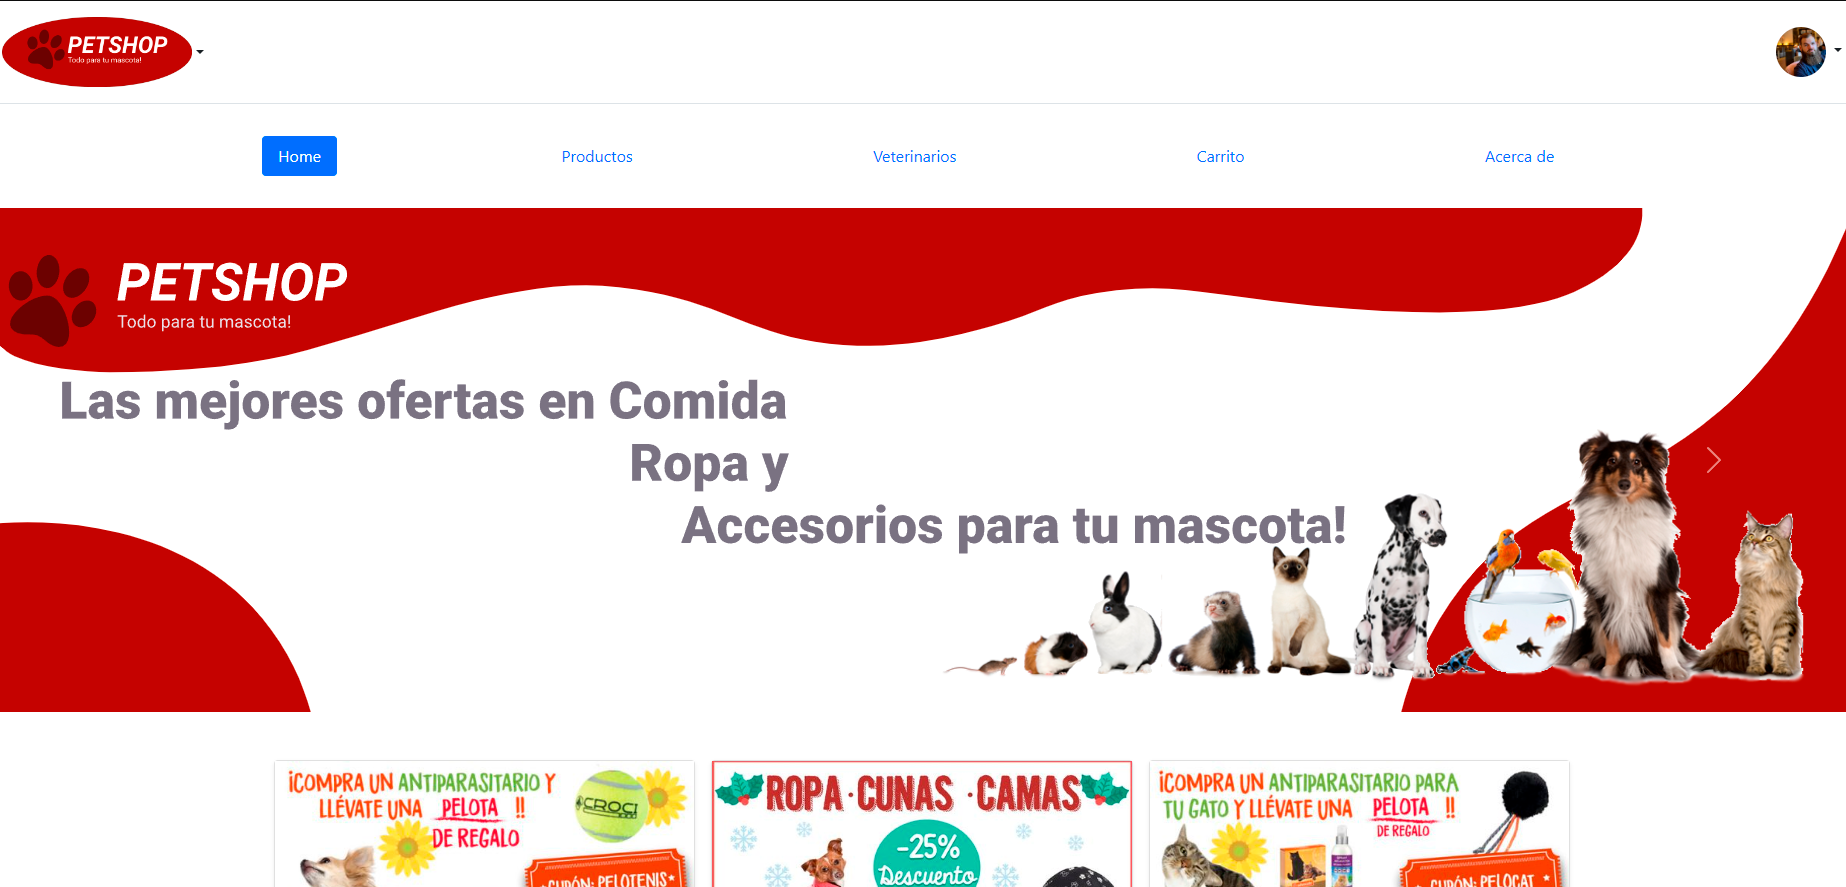 PETSHOP
Todo para tu mascota!
Home
Productos
Veterinarios
Carrito
Acerca de
PETSHOP
Todo para tu mascota!
Las mejores ofertas en Comida
Ropa y
Accesorios para tu mascota!
¡COMPRA UN ANTIPARASITARIO Y
LLÉVATE UNA PELOTA !!
DE REGALO
CROCI
CUPÓN: PELOTENIS
ROPA · CUNAS · CAMAS
-25%
Descuento
¡COMPRA UN ANTIPARASITARIO PARA
TU GATO Y LLÉVATE UNA PELOTA !!
DE REGALO
CUPÓN: PELOCAT